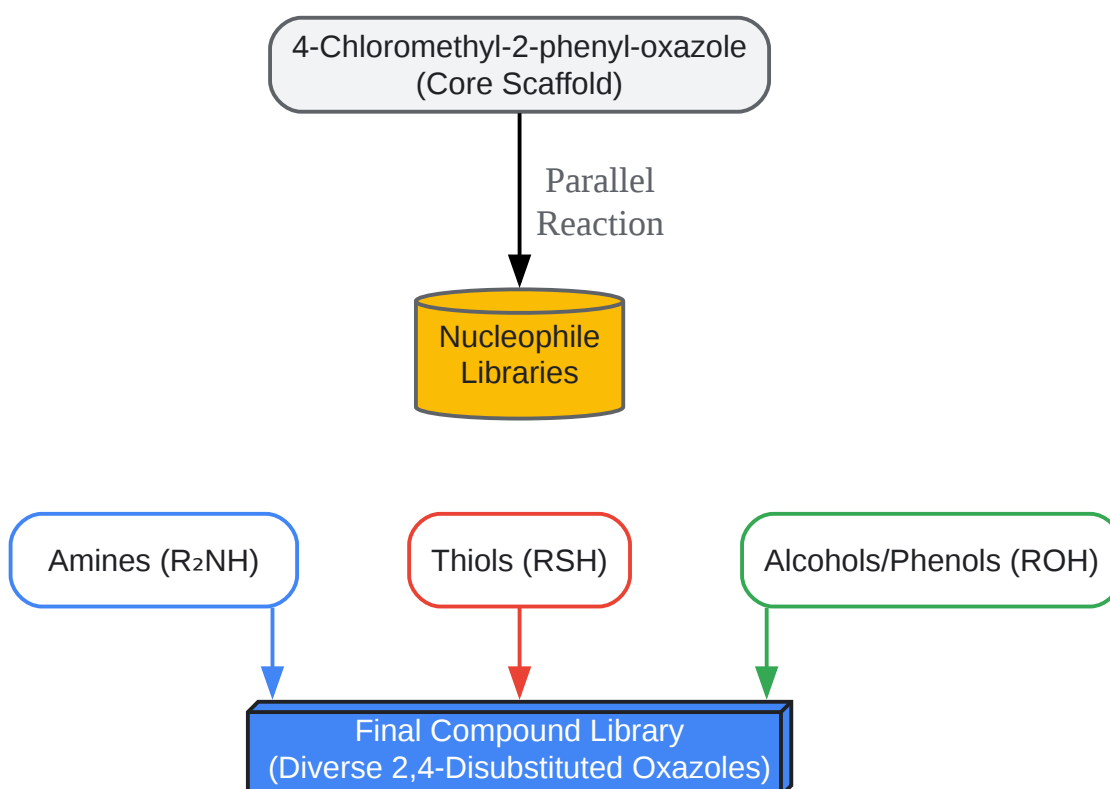 4-Chloromethyl-2-phenyl-oxazole
(Core Scaffold)
Parallel
Reaction
Nucleophile
Libraries
Amines (R₂NH)
Thiols (RSH)
Alcohols/Phenols (ROH)
Final Compound Library
(Diverse 2,4-Disubstituted Oxazoles)